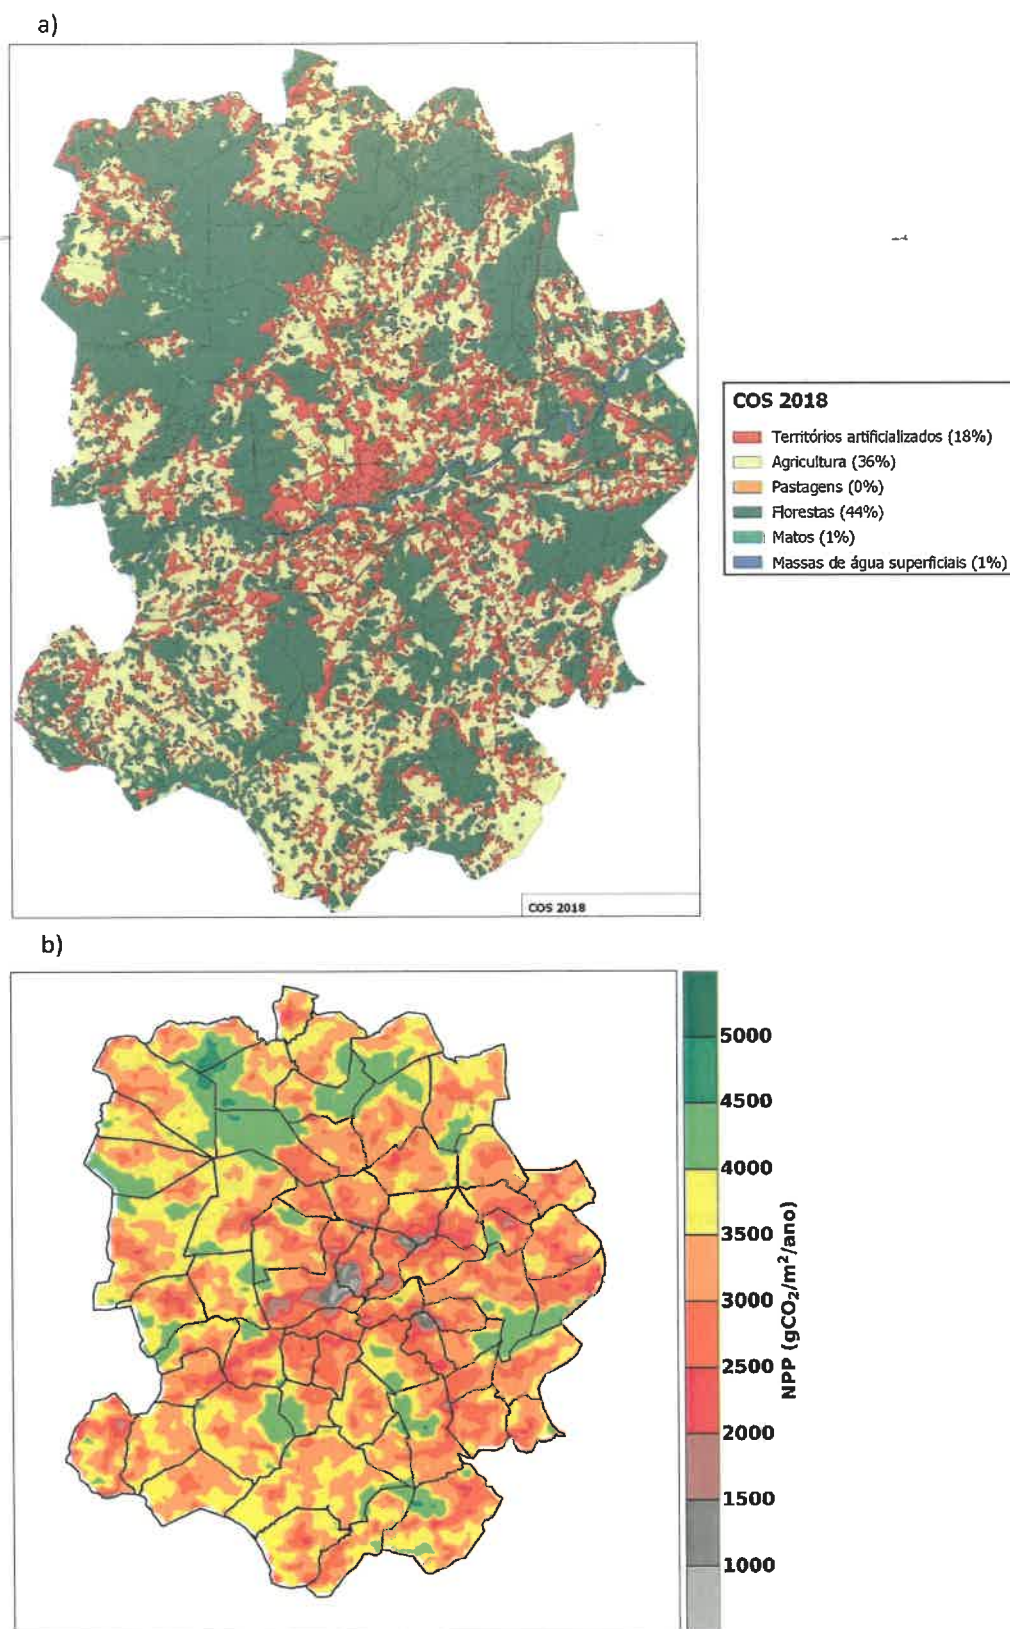 a)
COS 2018
Territórios artificializados (18%)
Agricultura (36%)
Pastagens (0%)
Florestas (44%)
Matos (1%)
Massas de água superficiais (1%)
COS 2018
b)
5000
4500
4000
3500
3000
2500
2000
1500
1000
NPP (gCO₂/m²/ano)